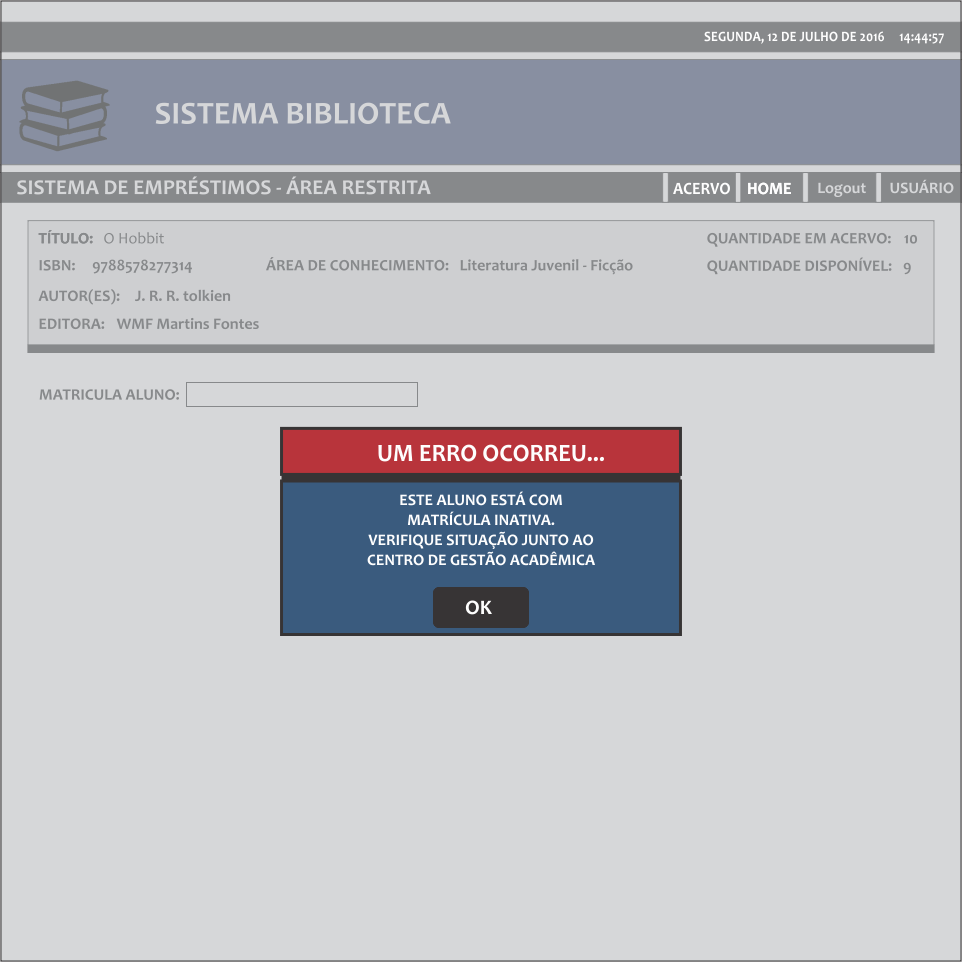 SEGUNDA, 12 DE JULHO DE 2016 14:44:57
SISTEMA BIBLIOTECA
SISTEMA DE EMPRÉSTIMOS - ÁREA RESTRITA ACERVO HOME Logout USUÁRIO
TÍTULO: O Hobbit QUANTIDADE EM ACERVO: 10
ISBN: 9788578277314 ÁREA DE CONHECIMENTO: Literatura Juvenil - Ficção QUANTIDADE DISPONÍVEL: 9
AUTOR(ES): J. R. R. tolkien
EDITORA: WMF Martins Fontes
MATRICULA ALUNO:
UM ERRO OCORREU...
ESTE ALUNO ESTÁ COM
MATRÍCULA INATIVA.
VERIFIQUE SITUAÇÃO JUNTO AO
CENTRO DE GESTÃO ACADÊMICA
OK